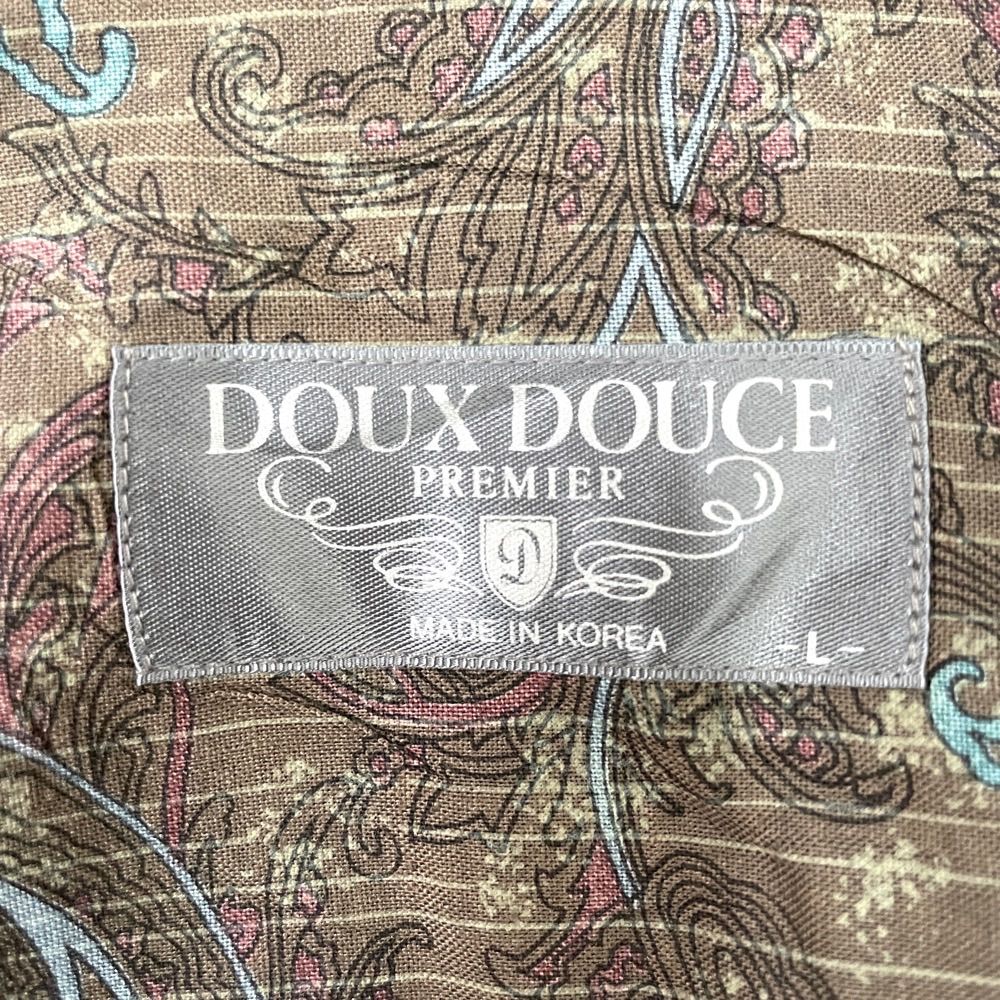 DOUX DOUCE
PREMIER
D
MADE IN KOREA
-L-